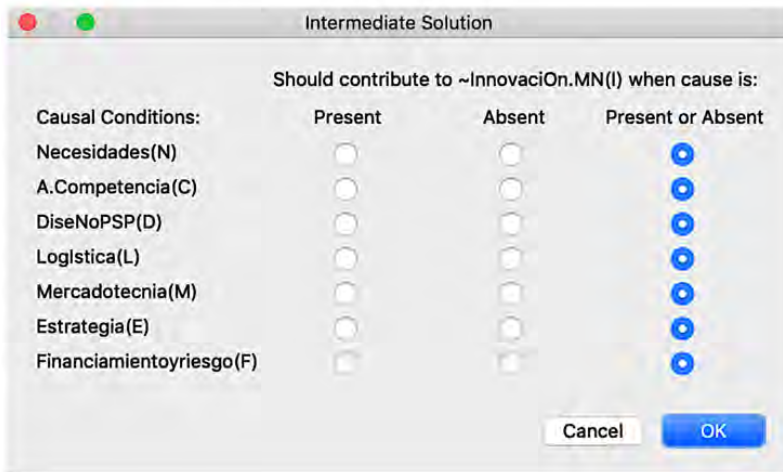 Intermediate Solution
Should contribute to ~InnovaciOn.MN(I) when cause is:
Causal Conditions: Present Absent Present or Absent
Necesidades(N)
A.Competencia(C)
DiseNoPSP(D)
LogIstica(L)
Mercadotecnia(M)
Estrategia(E)
Financiamientoyriesgo(F)
Cancel OK